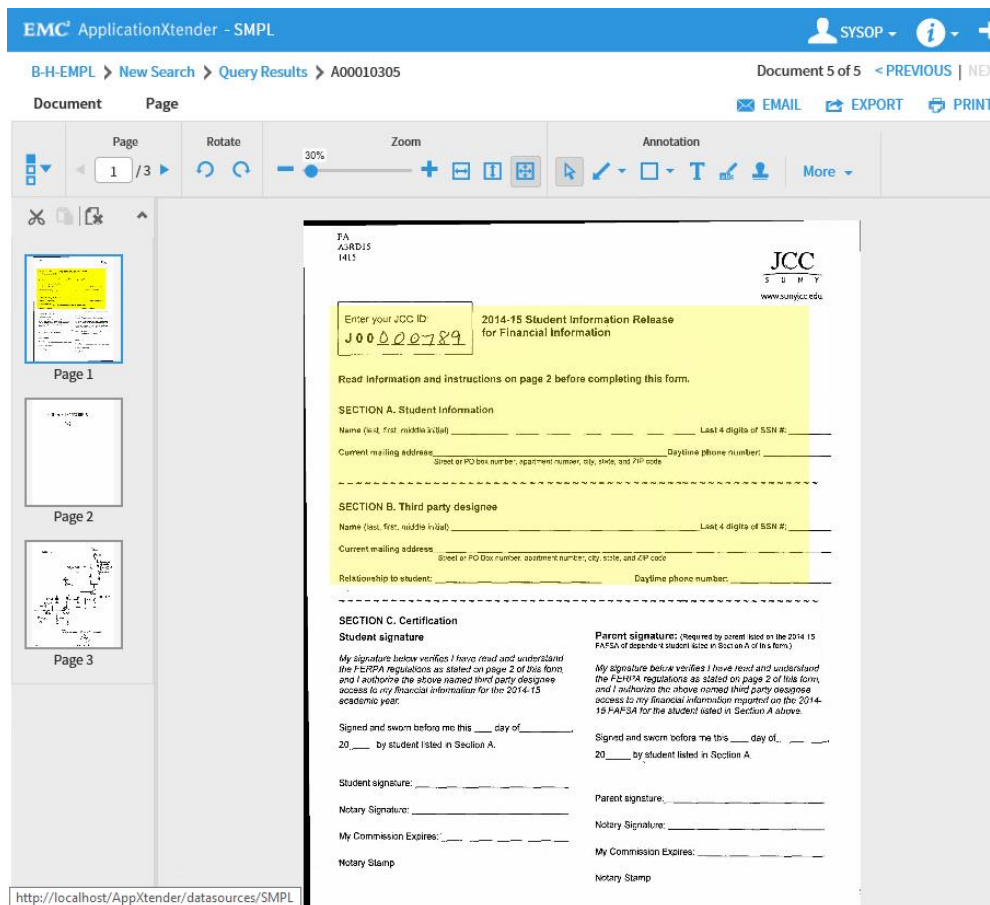 EMC² ApplicationXtender - SMPL
SYSOP
i
B-H-EMPL > New Search > Query Results > A00010305
Document 5 of 5 < PREVIOUS | NEX
Document Page
EMAIL EXPORT PRINT
Page Rotate Zoom Annotation
1 /3 30% T abc More
Page 1
Page 2
Page 3
FA
1415
JCC
SUNY
www.sunyjcc.edu
Enter your JCC ID:
J00000789
2014-15 Student Information Release
for Financial Information
Read information and instructions on page 2 before completing this form.
SECTION A. Student Information
Name (last, first, middle initial) Last 4 digits of SSN #:
Current mailing address Daytime phone number:
Street or PO box number, apartment number, city, state, and ZIP code
SECTION B. Third party designee
Name (last, first, middle initial) Last 4 digits of SSN #:
Current mailing address
Street or PO Box number, apartment number, city, state, and ZIP code
Relationship to student: Daytime phone number:
SECTION C. Certification
Student signature
My signature below verifies I have read and understand
the FERPA regulations as stated on page 2 of this form,
and I authorize the above named third party designee
access to my financial information for the 2014-15
academic year.
Signed and sworn before me this ____ day of________,
20____ by student listed in Section A.
Student signature:
Notary Signature:
My Commission Expires:
Notary Stamp
Parent signature: (Required by parent listed on the 2014-15
FAFSA of dependent student listed in Section A of this form.)
My signature below verifies I have read and understand
the FERPA regulations as stated on page 2 of this form,
and I authorize the above named third party designee
access to my financial information reported on the 2014-
15 FAFSA for the student listed in Section A above.
Signed and sworn before me this ____ day of________,
20____ by student listed in Section A.
Parent signature:
Notary Signature:
My Commission Expires:
Notary Stamp
http://localhost/AppXtender/datasources/SMPL